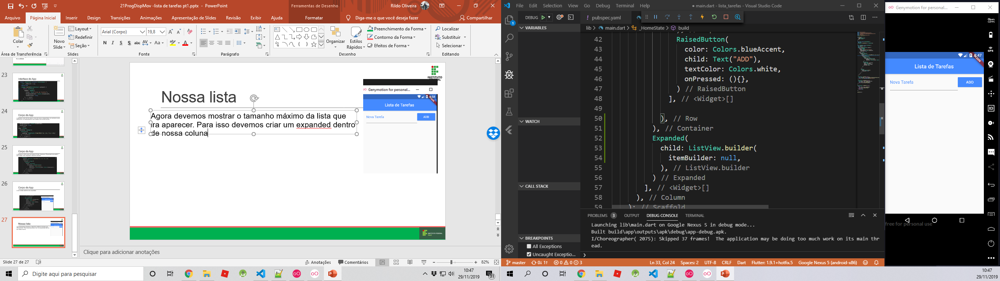 21ProgDispMov -lista de tarefas pt1.pptx - PowerPoint
Ferramentas de Desenho
Rildo Oliveira
Arquivo
Página Inicial
Inserir
Design
Transições
Animações
Apresentação de Slides
Revisão
Exibir
Ajuda
Formatar
Diga-me o que você deseja fazer
Compartilhar
Colar
Novo
Slide
Layout
Redefinir
Seção
Arial (Corpo)
19,8
Organizar
Estilos
Rápidos
Preenchimento da Forma
Contorno da Forma
Efeitos de Forma
Localizar
Substituir
Selecionar
Área de Transferência
Slides
Fonte
Parágrafo
Desenho
Editando
23
Interface do App
24
Corpo do App
25
Corpo do App
26
Corpo do App
27
Nossa lista
INSTITUTO
FEDERAL
Nossa lista
Agora devemos mostrar o tamanho máximo da lista que
ira aparecer. Para isso devemos criar um expanded dentro
de nossa coluna
Genymotion for personal...
8:58
Lista de Tarefas
Nova Tarefa
ADD
INSTITUTO FEDERAL
Clique para adicionar anotações
Slide 27 de 27
Anotações
Comentários
82%
Digite aqui para pesquisar
10:47
29/11/2019
31
File Edit Selection View Go Debug Terminal Help
● main.dart - lista_tarefas - Visual Studio Code
DEBUG
pubspec.yaml
1
VARIABLES
lib > main.dart > _HomeState > build
42 RaisedButton(
43 color: Colors.blueAccent,
44 child: Text("ADD"),
45 textColor: Colors.white,
46 onPressed: (){},
47 ) // RaisedButton
48 ], // <Widget>[]
49
50 ), // Row
51 ), // Container
52 Expanded(
53 child: ListView.builder(
54 itemBuilder: null,
55 ), // ListView.builder
56 ) // Expanded
57 ], // <Widget>[]
58 ), // Column
59 ); // Scaffold
WATCH
CALL STACK
BREAKPOINTS
All Exceptions
Uncaught Exceptio...
PROBLEMS 3 OUTPUT DEBUG CONSOLE TERMINAL
Launching lib\main.dart on Google Nexus 5 in debug mode...
Built build\app\outputs\apk\debug\app-debug.apk.
I/Choreographer( 2075): Skipped 37 frames! The application may be doing too much work on its main thr
ead.
master 0↓ 1↑ 0 0 3
Ln 33, Col 24 Spaces: 2 UTF-8 CRLF Dart Flutter: 1.9.1+hotfix.5 Google Nexus 5 (android-x86)
Genymotion for personal...
8:47
DEBUG
Lista de Tarefas
Nova Tarefa
ADD
free for personal use
Open
GAPPS
GPS
ID
10:47
29/11/2019